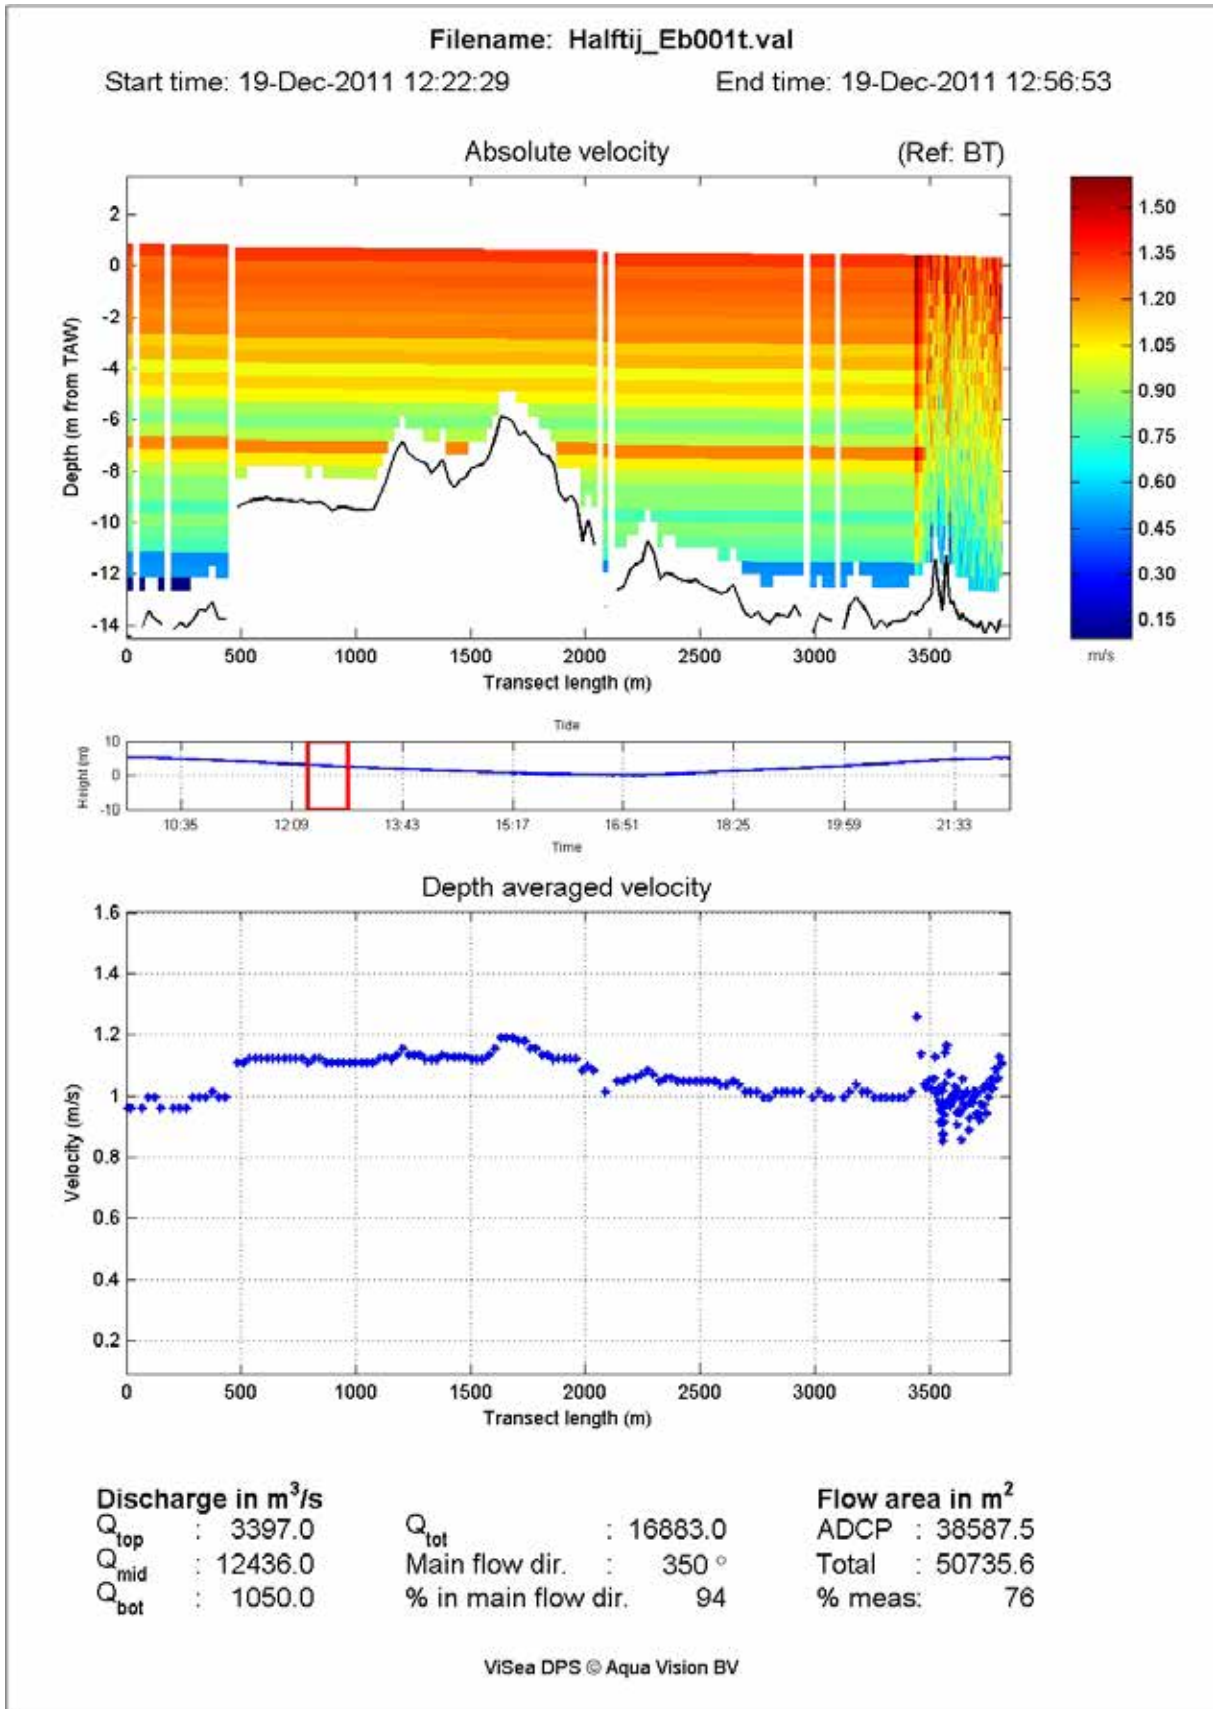 Filename: Halftij_Eb001t.val
Start time: 19-Dec-2011 12:22:29 End time: 19-Dec-2011 12:56:53
Absolute velocity (Ref: BT)
2
0
-2
-4
-6
-8
-10
-12
-14
Depth (m from TAW)
0 500 1000 1500 2000 2500 3000 3500
Transect length (m)
1.50
1.35
1.20
1.05
0.90
0.75
0.60
0.45
0.30
0.15
m/s
Tide
10
0
-10
Height (m)
10:35 12:09 13:43 15:17 16:51 18:25 19:59 21:33
Time
Depth averaged velocity
1.6
1.4
1.2
1
0.8
0.6
0.4
0.2
Velocity (m/s)
0 500 1000 1500 2000 2500 3000 3500
Transect length (m)
Discharge in m³/s Flow area in m²
Q_top : 3397.0 Q_tot : 16883.0 ADCP : 38587.5
Q_mid : 12436.0 Main flow dir. : 350 ° Total : 50735.6
Q_bot : 1050.0 % in main flow dir. 94 % meas: 76
ViSea DPS © Aqua Vision BV